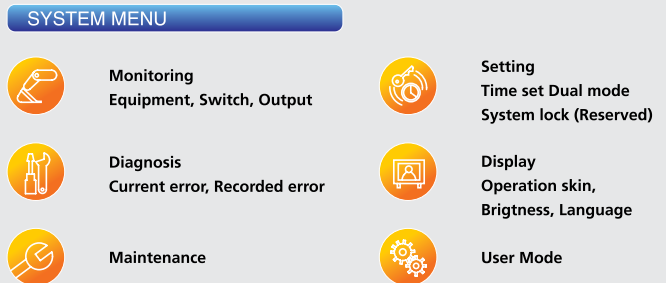 SYSTEM MENU
Monitoring
Equipment, Switch, Output
Setting
Time set Dual mode
System lock (Reserved)
Diagnosis
Current error, Recorded error
Display
Operation skin,
Brigtness, Language
Maintenance
User Mode